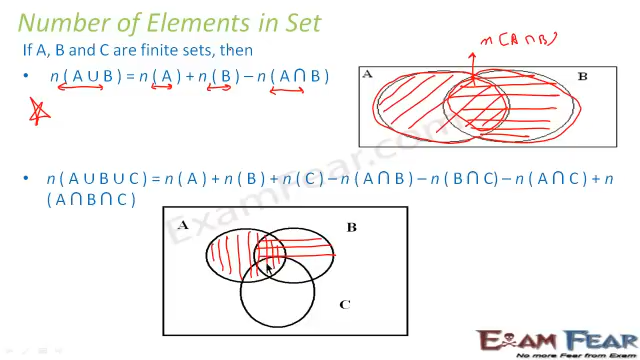 Number of Elements in Set
If A, B and C are finite sets, then
n (A∩B)
• n ( A ∪ B ) = n ( A ) + n ( B ) − n ( A ⋂ B )
A
B
• n ( A ∪ B ∪ C ) = n ( A ) + n ( B ) + n ( C ) − n ( A ⋂ B ) − n ( B ⋂ C) − n ( A ⋂ C ) + n
( A ⋂ B ⋂ C )
A
B
C
ExamFear.com
EXAM FEAR
No more Fear from Exams